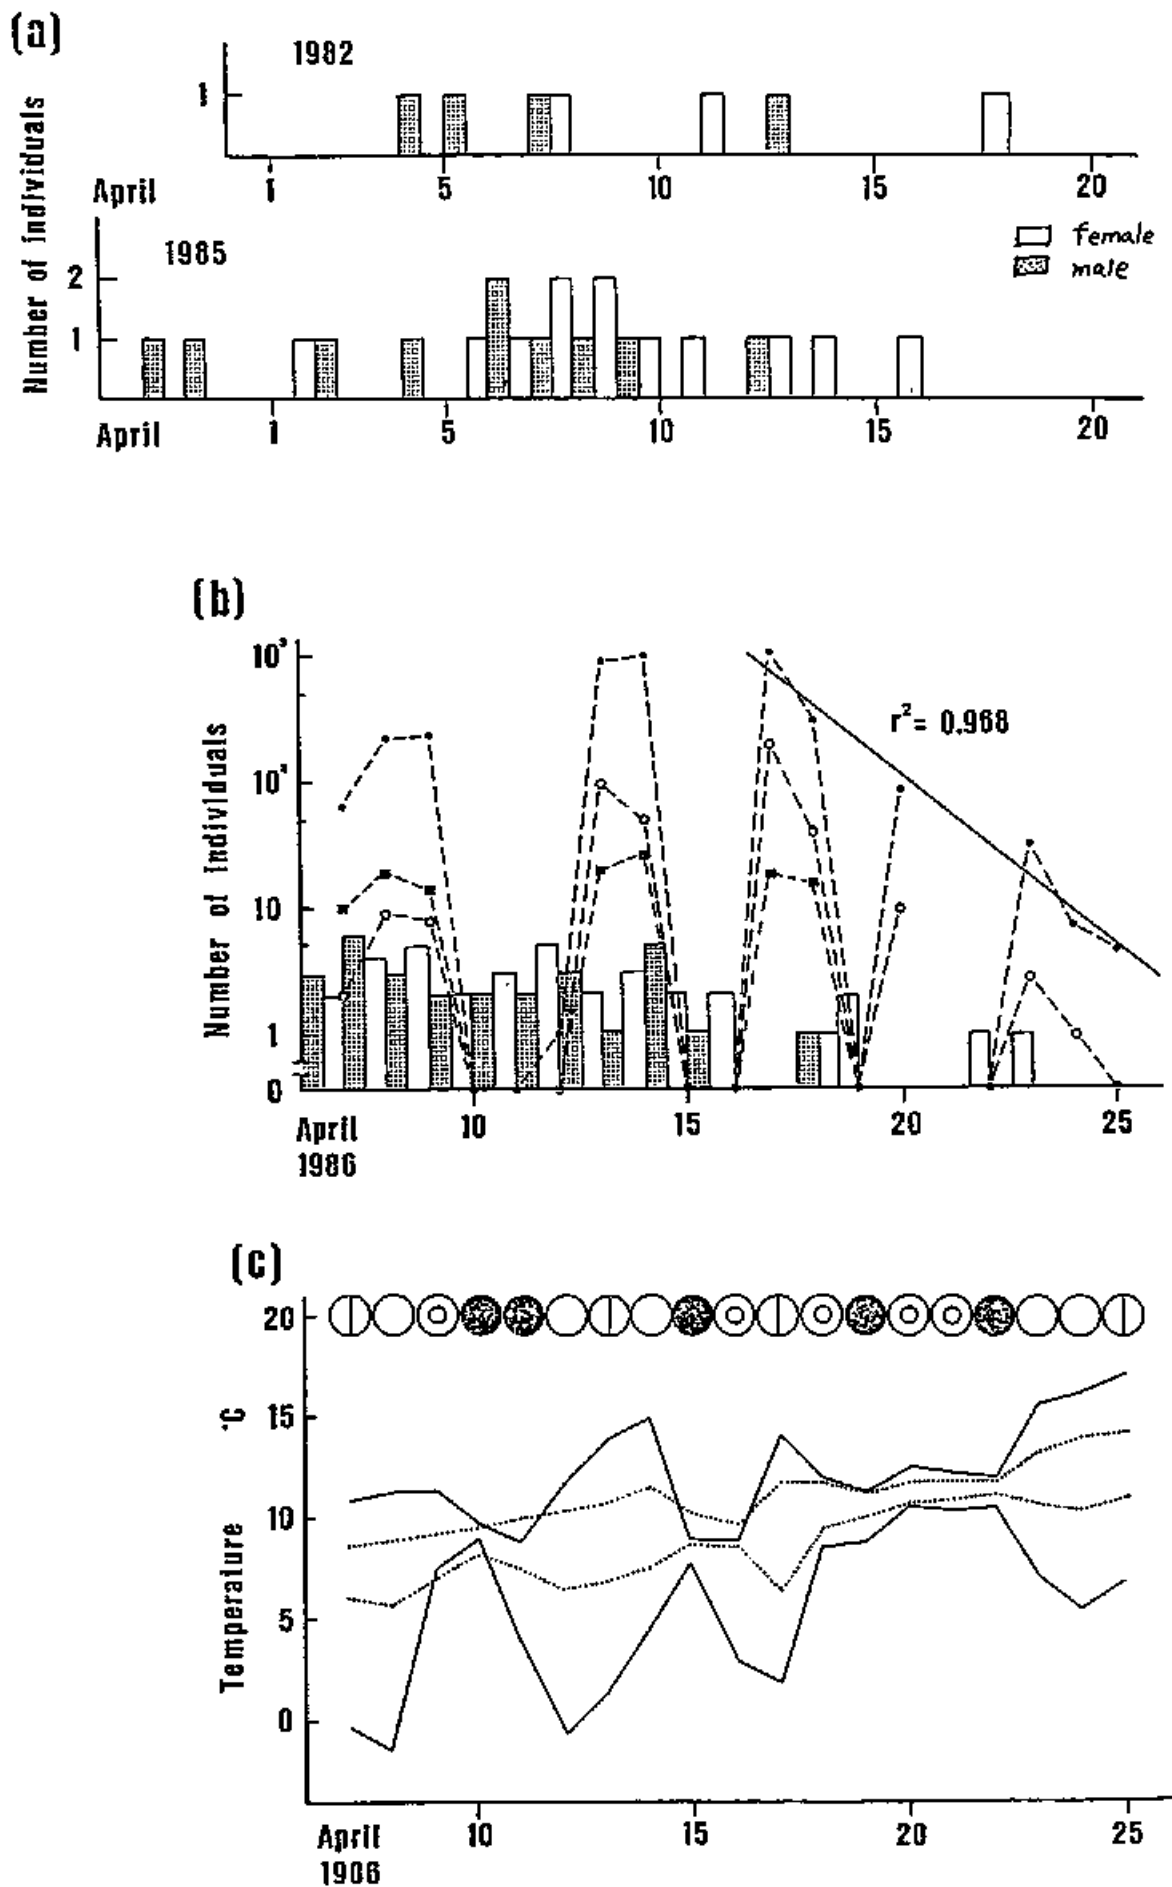 (a)
1982
Number of individuals
1
April 1 5 10 15 20
female
male
1985
2
1
April 1 5 10 15 20
(b)
10³
10²
10
1
0
Number of individuals
r²= 0.968
10 15 20 25
April
1986
(c)
20
15
10
5
0
Temperature °C
10 15 20 25
April
1986